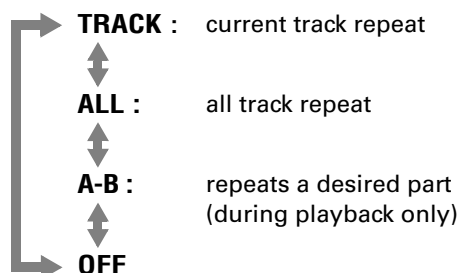 TRACK : current track repeat
ALL : all track repeat
A-B : repeats a desired part
(during playback only)
OFF